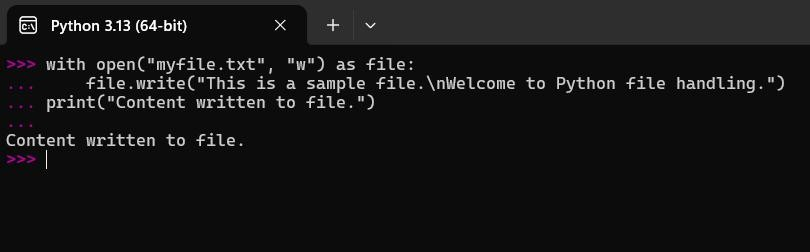 Python 3.13 (64-bit)
>>> with open("myfile.txt", "w") as file:
...     file.write("This is a sample file.\nWelcome to Python file handling.")
... print("Content written to file.")
...
Content written to file.
>>>